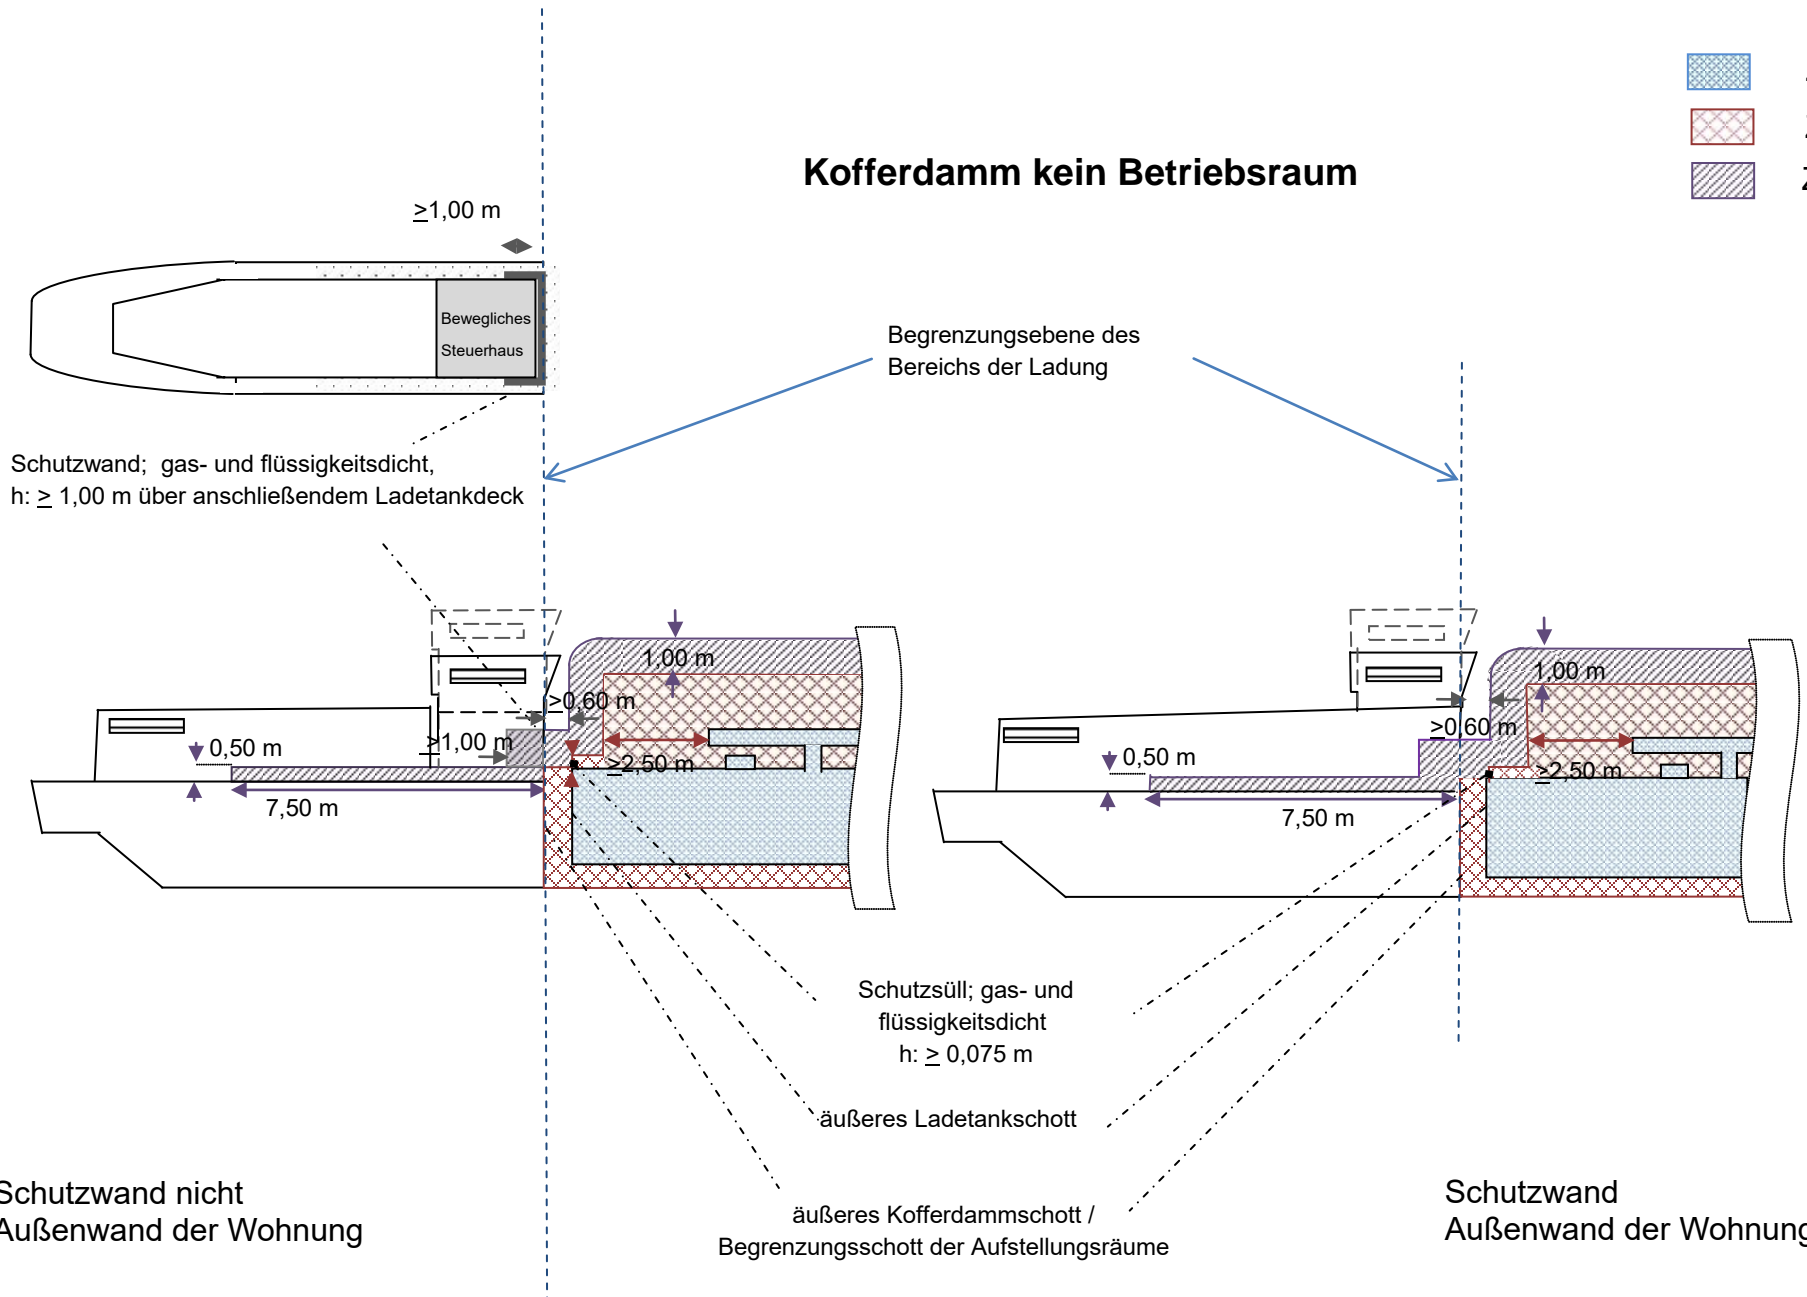 Kofferdamm kein Betriebsraum
≥1,00 m
Bewegliches
Steuerhaus
Begrenzungsebene des
Bereichs der Ladung
Schutzwand; gas- und flüssigkeitsdicht,
h: ≥ 1,00 m über anschließendem Ladetankdeck
1,00 m
≥0,60 m
≥1,00 m
0,50 m
≥2,50 m
7,50 m
1,00 m
≥0,60 m
0,50 m
≥2,50 m
7,50 m
Schutzsüll; gas- und
flüssigkeitsdicht
h: ≥ 0,075 m
äußeres Ladetankschott
äußeres Kofferdammschott /
Begrenzungsschott der Aufstellungsräume
Schutzwand nicht
Außenwand der Wohnung
Schutzwand
Außenwand der Wohnung